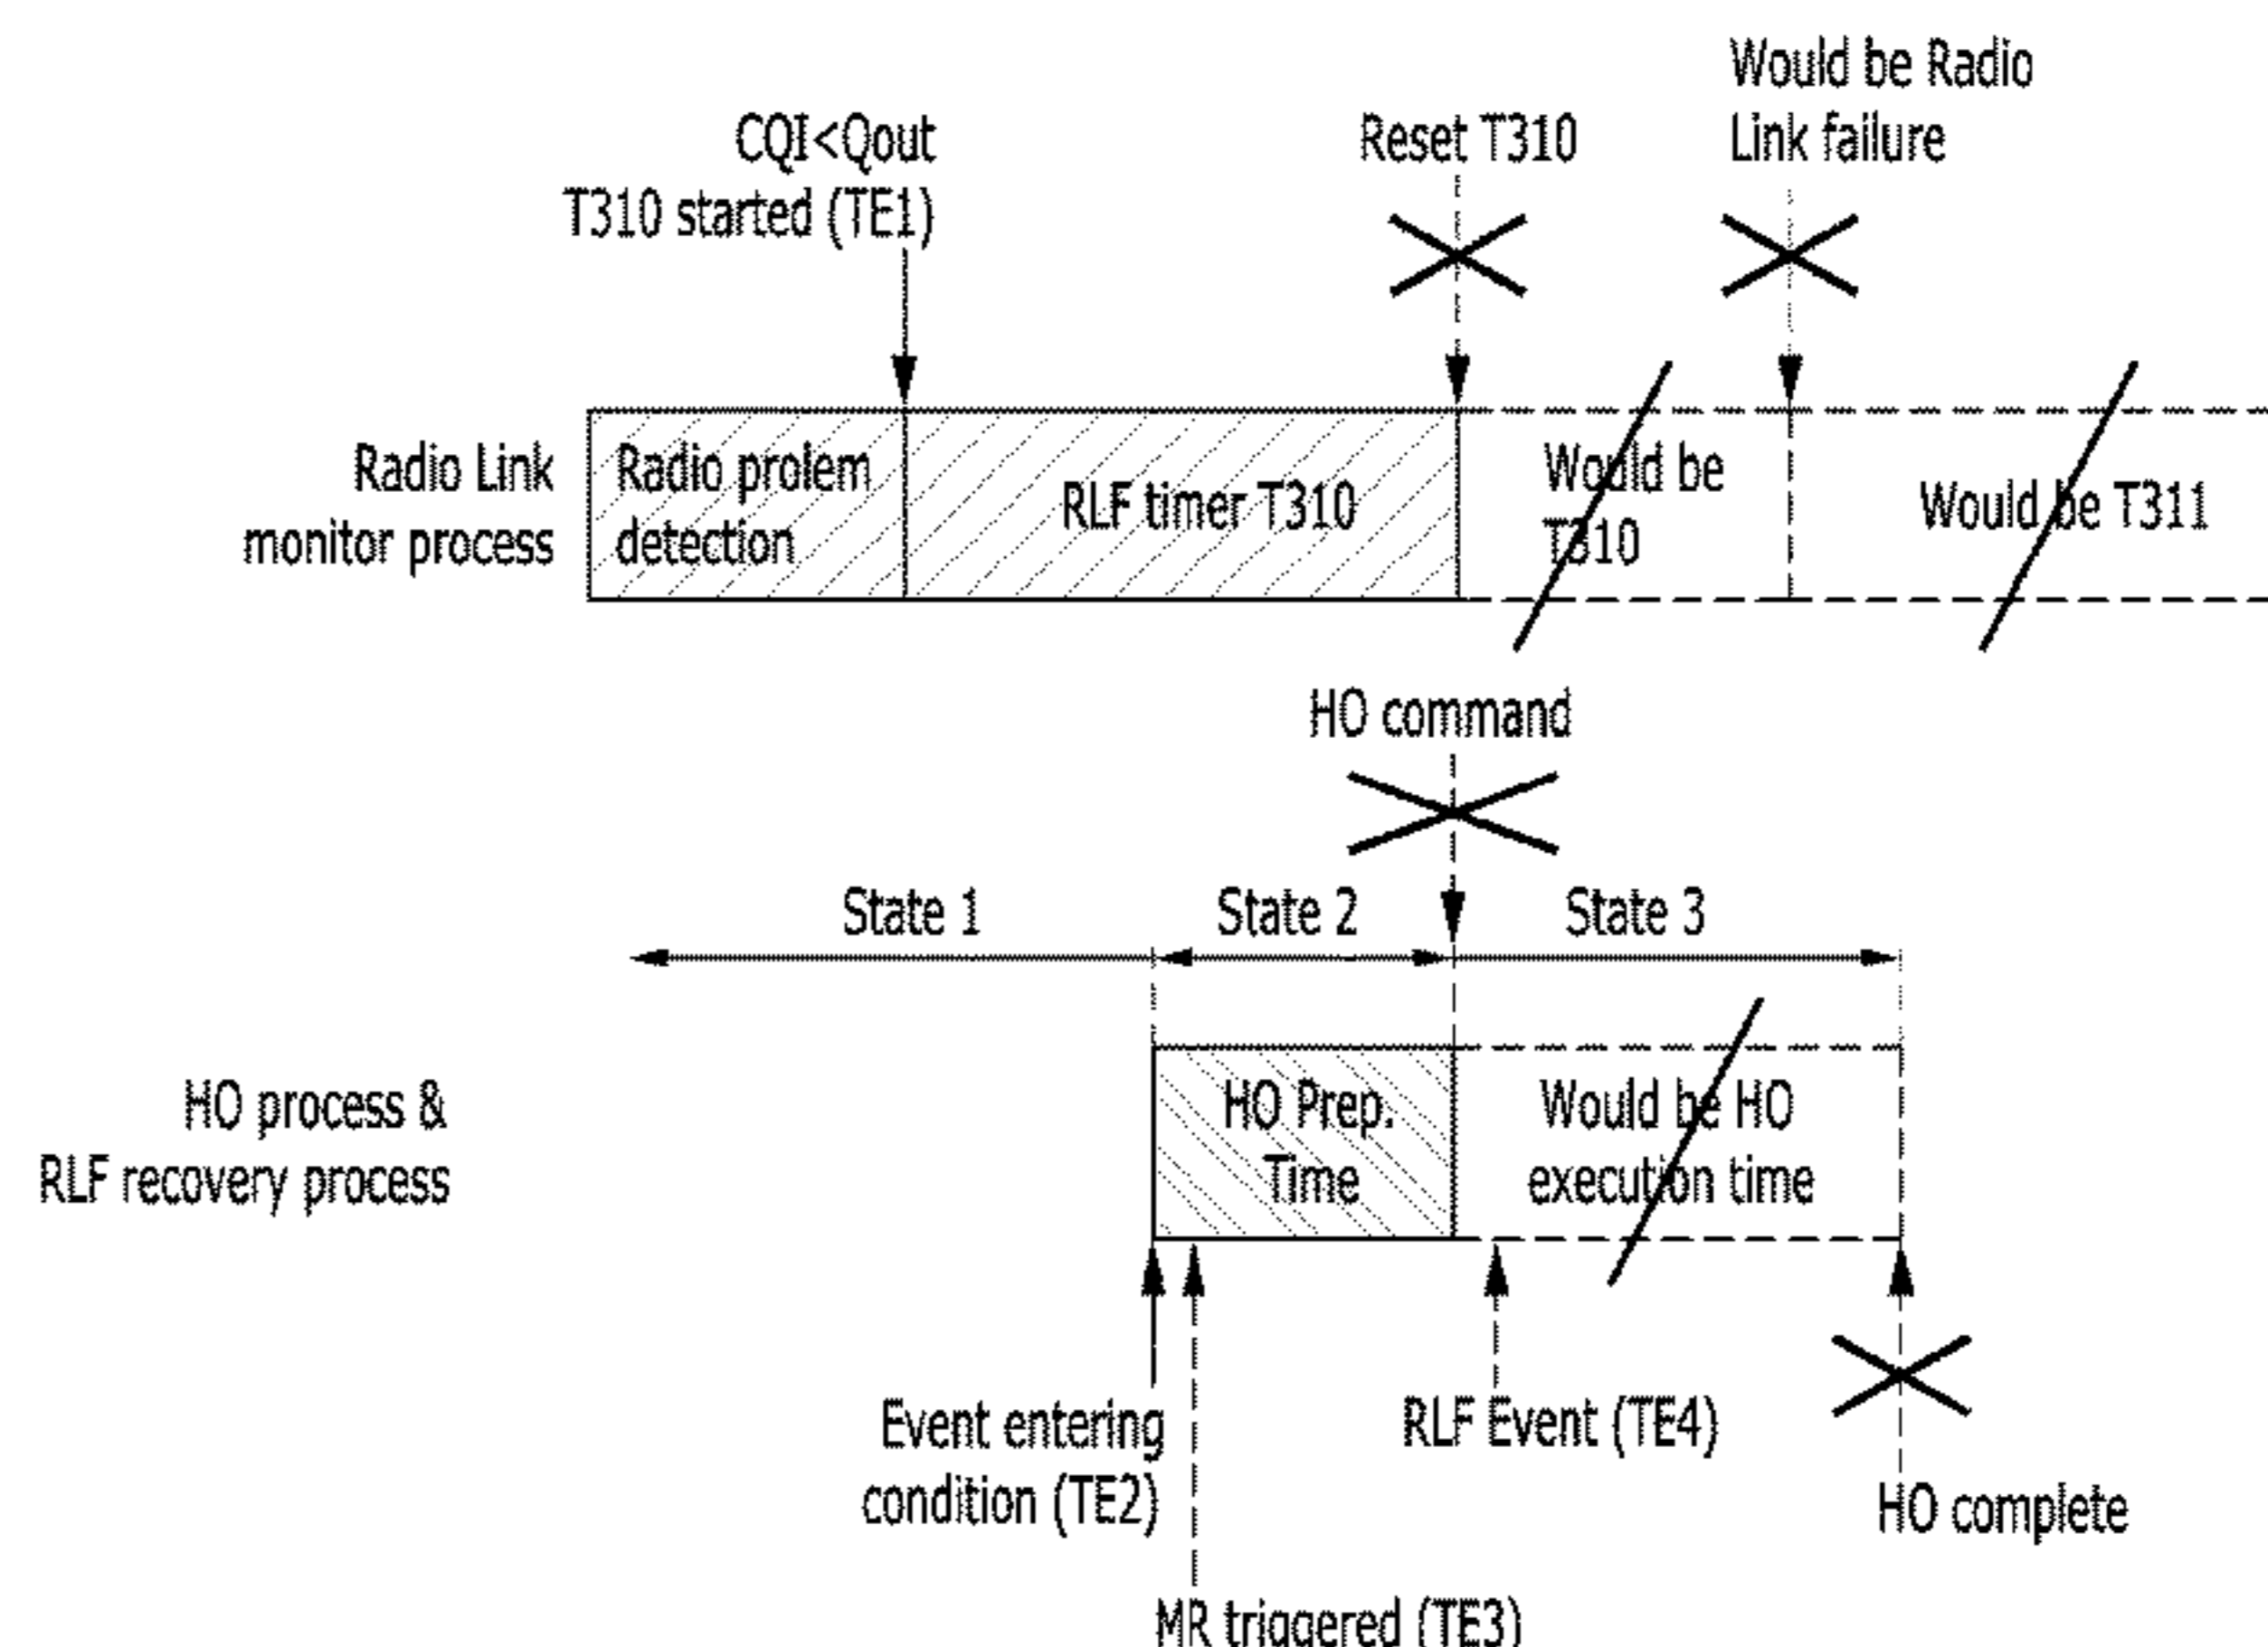 Would be Radio
Link failure
CQI<Qout
T310 started (TE1)
Reset T310
Radio Link
monitor process
Radio prolem
detection
RLF timer T310
Would be
T310
Would be T311
HO command
State 1
State 2
State 3
HO process &
RLF recovery process
HO Prep.
Time
Would be HO
execution time
Event entering
condition (TE2)
RLF Event (TE4)
HO complete
MR triggered (TE3)